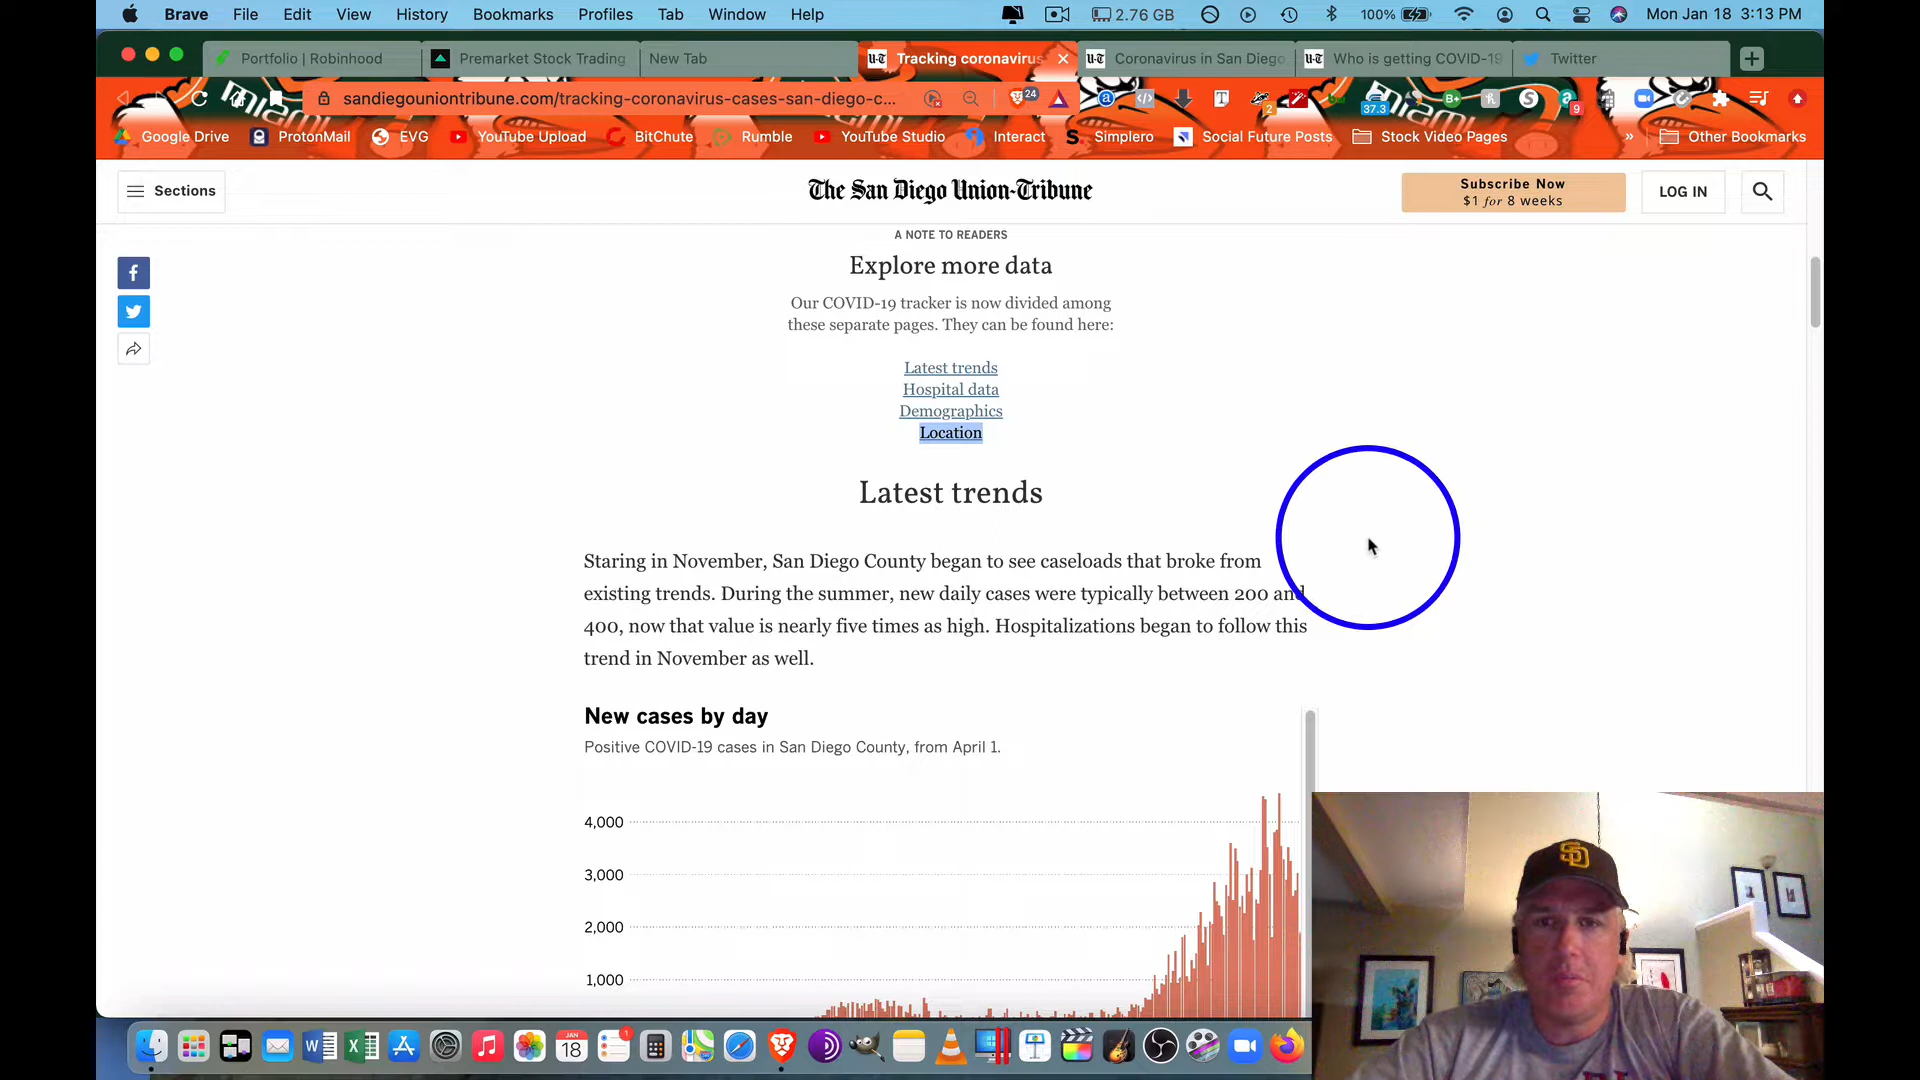 Brave File Edit View History Bookmarks Profiles Tab Window Help 2.76 GB 100% Mon Jan 18 3:13 PM
Portfolio | Robinhood Premarket Stock Trading New Tab Tracking coronavirus Coronavirus in San Diego Who is getting COVID-19 Twitter
sandiegouniontribune.com/tracking-coronavirus-cases-san-diego-c... 24 2 37.3 9
Google Drive ProtonMail EVG YouTube Upload BitChute Rumble YouTube Studio Interact Simplero Social Future Posts Stock Video Pages » Other Bookmarks
Sections
The San Diego Union-Tribune
Subscribe Now
$1 for 8 weeks
LOG IN
A NOTE TO READERS
Explore more data
Our COVID-19 tracker is now divided among
these separate pages. They can be found here:
Latest trends
Hospital data
Demographics
Location
Latest trends
Staring in November, San Diego County began to see caseloads that broke from
existing trends. During the summer, new daily cases were typically between 200 and
400, now that value is nearly five times as high. Hospitalizations began to follow this
trend in November as well.
New cases by day
Positive COVID-19 cases in San Diego County, from April 1.
4,000
3,000
2,000
1,000
SD
JAN
18
1